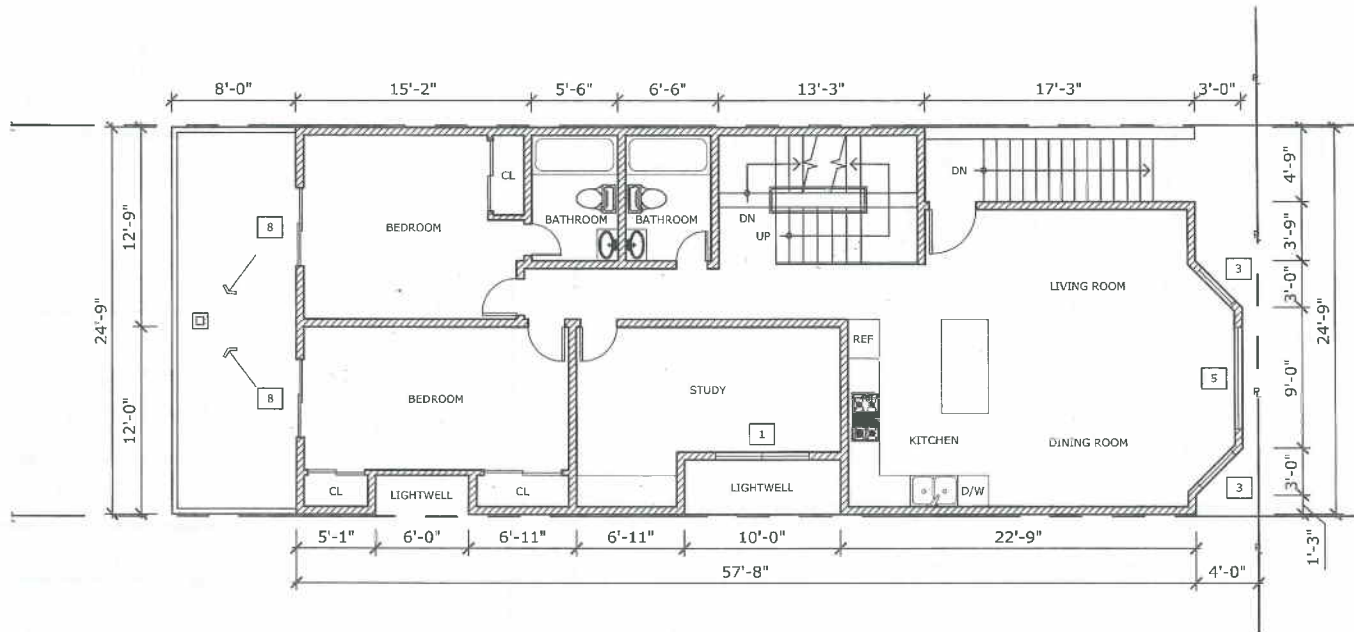 8'-0" 15'-2" 5'-6" 6'-6" 13'-3" 17'-3" 3'-0"
CL
DN
4'-9"
BATHROOM BATHROOM
DN
UP
BEDROOM
8
12'-9"
3'-9"
3
3'-0"
LIVING ROOM
24'-9"
24'-9"
REF
8
BEDROOM
STUDY
5
9'-0"
1
KITCHEN
DINING ROOM
12'-0"
CL
LIGHTWELL
CL
LIGHTWELL
D/W
3
3'-0"
5'-1" 6'-0" 6'-11" 6'-11" 10'-0" 22'-9"
1'-3"
57'-8" 4'-0"